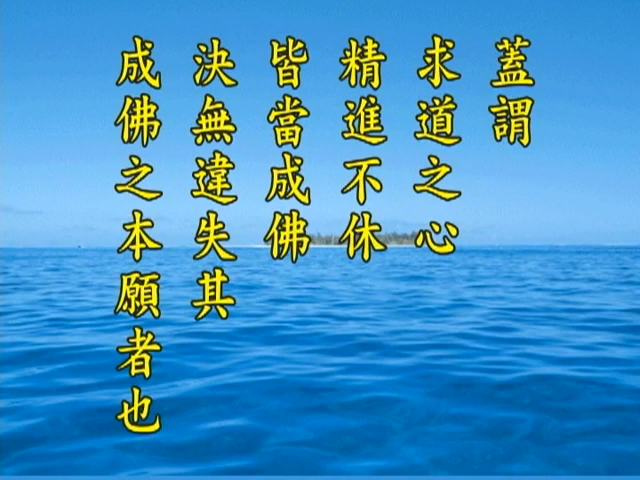 蓋謂
求道之心
精進不休
皆當成佛
決無違失其
成佛之本願者也